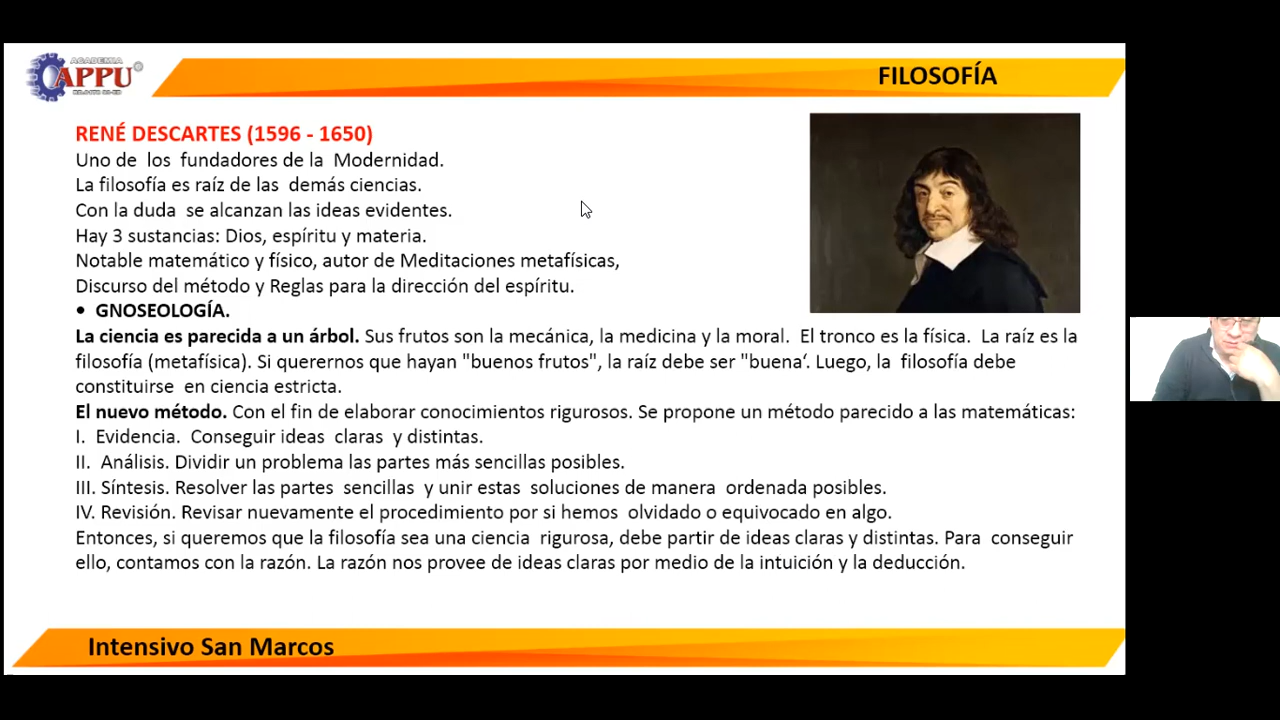 ACADEMIA
APPU
FILOSOFÍA
RENÉ DESCARTES (1596 - 1650)
Uno de los fundadores de la Modernidad.
La filosofía es raíz de las demás ciencias.
Con la duda se alcanzan las ideas evidentes.
Hay 3 sustancias: Dios, espíritu y materia.
Notable matemático y físico, autor de Meditaciones metafísicas,
Discurso del método y Reglas para la dirección del espíritu.
• GNOSEOLOGÍA.
La ciencia es parecida a un árbol. Sus frutos son la mecánica, la medicina y la moral. El tronco es la física. La raíz es la
filosofía (metafísica). Si querernos que hayan "buenos frutos", la raíz debe ser "buena‘. Luego, la filosofía debe
constituirse en ciencia estricta.
El nuevo método. Con el fin de elaborar conocimientos rigurosos. Se propone un método parecido a las matemáticas:
I. Evidencia. Conseguir ideas claras y distintas.
II. Análisis. Dividir un problema las partes más sencillas posibles.
III. Síntesis. Resolver las partes sencillas y unir estas soluciones de manera ordenada posibles.
IV. Revisión. Revisar nuevamente el procedimiento por si hemos olvidado o equivocado en algo.
Entonces, si queremos que la filosofía sea una ciencia rigurosa, debe partir de ideas claras y distintas. Para conseguir
ello, contamos con la razón. La razón nos provee de ideas claras por medio de la intuición y la deducción.
Intensivo San Marcos